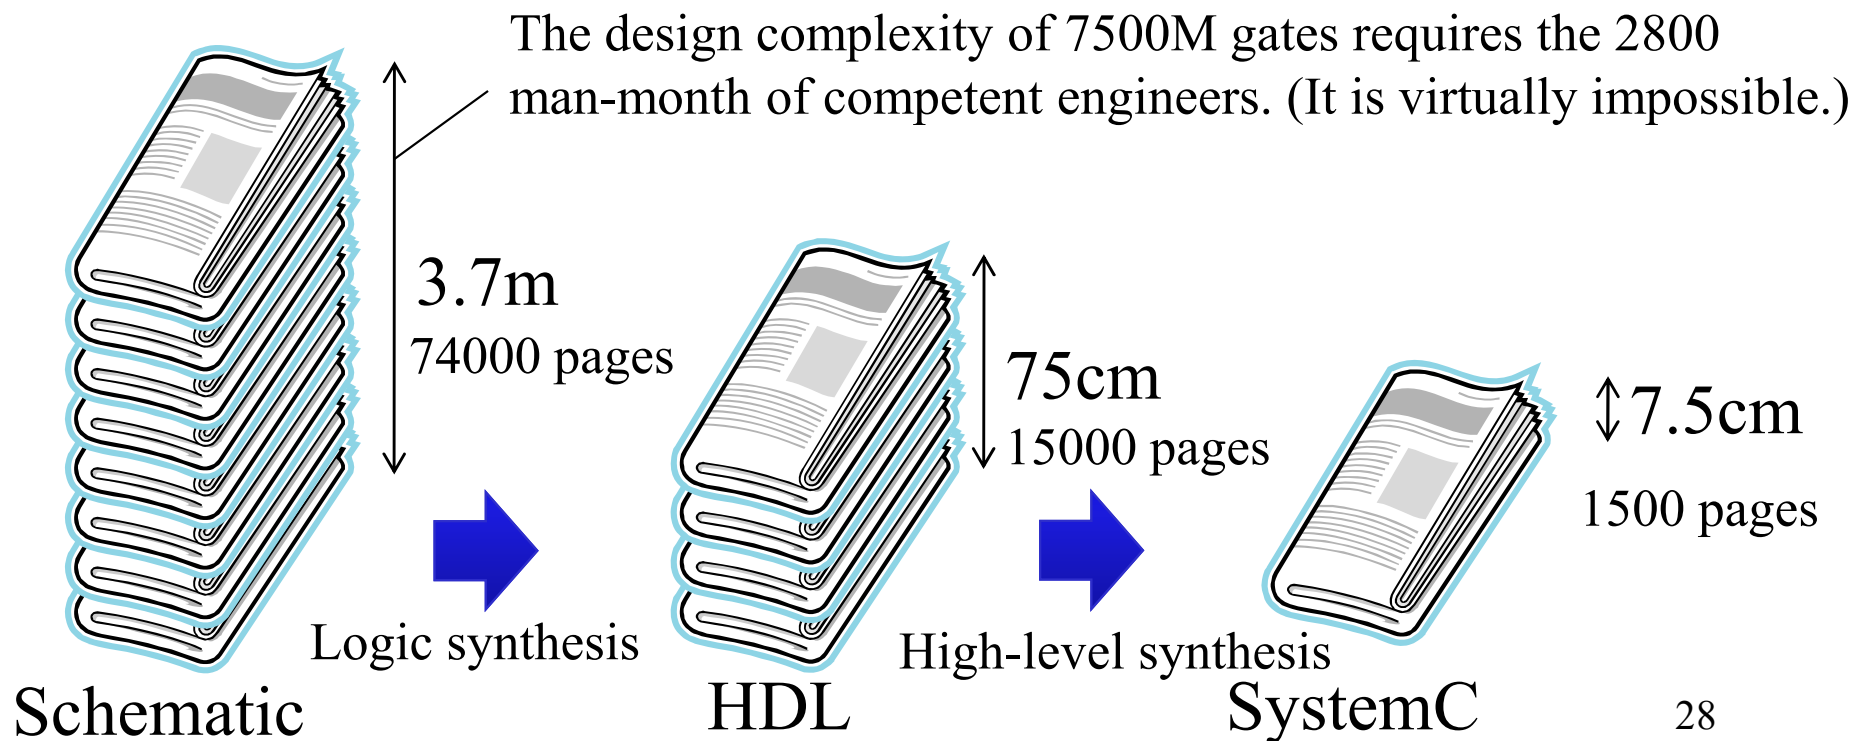 The design complexity of 7500M gates requires the 2800
man-month of competent engineers. (It is virtually impossible.)
3.7m
74000 pages
75cm
15000 pages
7.5cm
1500 pages
Logic synthesis
High-level synthesis
Schematic
HDL
SystemC
28